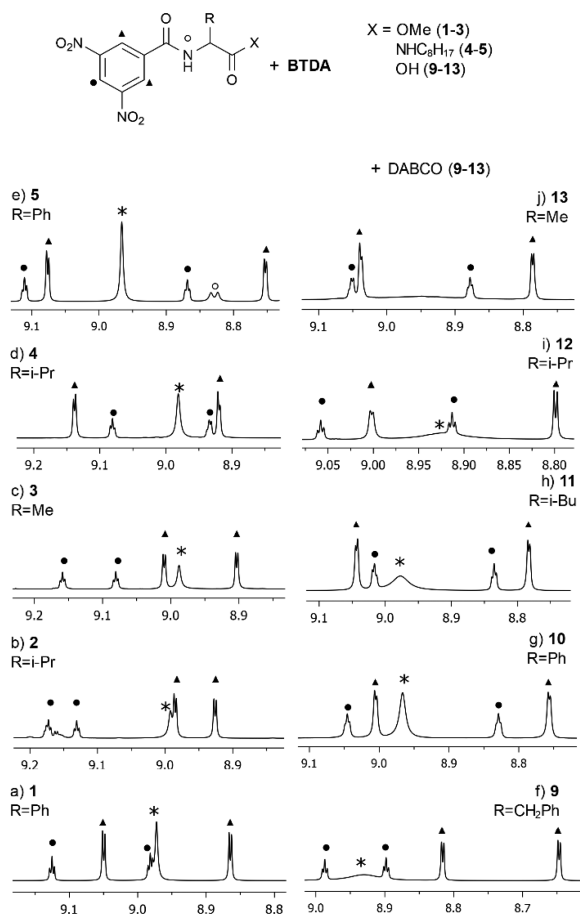 R
O
NO₂
O
X
N
H
O
NO₂
+ BTDA
X = OMe (1-3)
NHC₈H₁₇ (4-5)
OH (9-13)
+ DABCO (9-13)
e) 5
R=Ph
*
9.1 9.0 8.9 8.8
j) 13
R=Me
9.1 9.0 8.9 8.8
d) 4
R=i-Pr
*
9.2 9.1 9.0 8.9
i) 12
R=i-Pr
*
9.05 9.00 8.95 8.90 8.85 8.80
c) 3
R=Me
*
9.2 9.1 9.0 8.9
h) 11
R=i-Bu
*
9.1 9.0 8.9 8.8
b) 2
R=i-Pr
*
9.2 9.1 9.0 8.9
g) 10
R=Ph
*
9.1 9.0 8.9 8.8
a) 1
R=Ph
*
9.1 9.0 8.9 8.8
f) 9
R=CH₂Ph
*
9.0 8.9 8.8 8.7